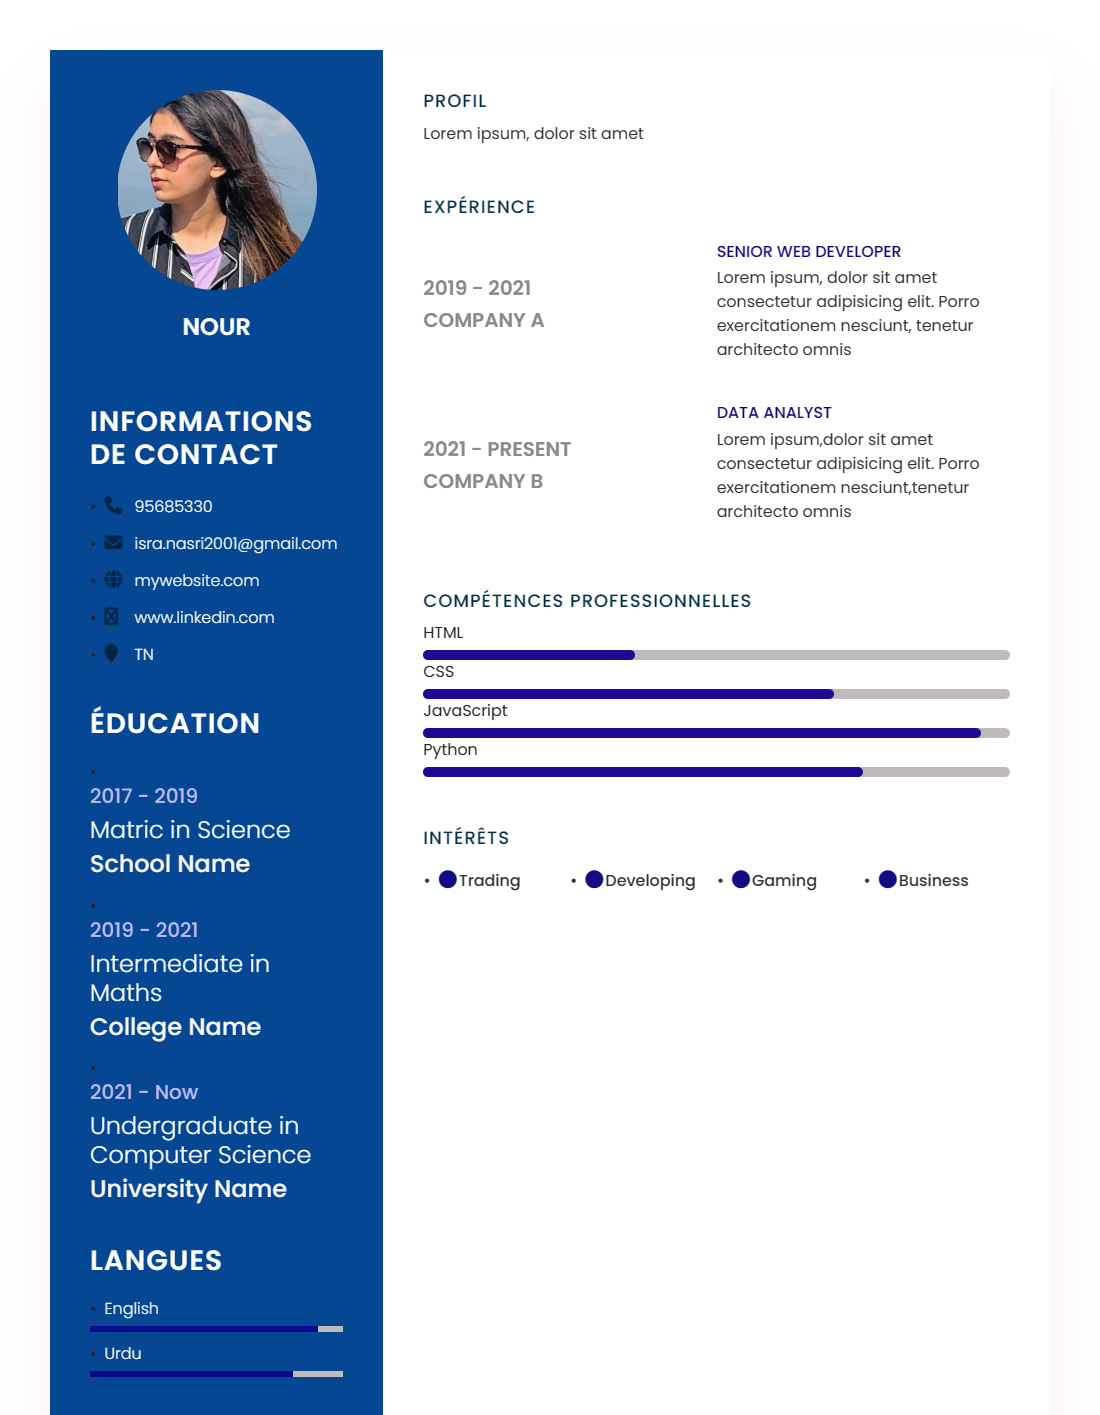 NOUR
INFORMATIONS
DE CONTACT
95685330
isra.nasri2001@gmail.com
mywebsite.com
www.linkedin.com
TN
ÉDUCATION
2017 - 2019
Matric in Science
School Name
2019 - 2021
Intermediate in
Maths
College Name
2021 - Now
Undergraduate in
Computer Science
University Name
LANGUES
English
Urdu
PROFIL
Lorem ipsum, dolor sit amet
EXPÉRIENCE
2019 - 2021
COMPANY A
SENIOR WEB DEVELOPER
Lorem ipsum, dolor sit amet
consectetur adipisicing elit. Porro
exercitationem nesciunt, tenetur
architecto omnis
2021 - PRESENT
COMPANY B
DATA ANALYST
Lorem ipsum,dolor sit amet
consectetur adipisicing elit. Porro
exercitationem nesciunt,tenetur
architecto omnis
COMPÉTENCES PROFESSIONNELLES
HTML
CSS
JavaScript
Python
INTÉRÊTS
Trading
Developing
Gaming
Business